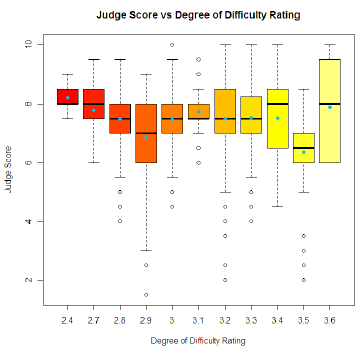 Judge Score vs Degree of Difficulty Rating
Judge Score
10
8
6
4
2
2.4 2.7 2.8 2.9 3 3.1 3.2 3.3 3.4 3.5 3.6
Degree of Difficulty Rating